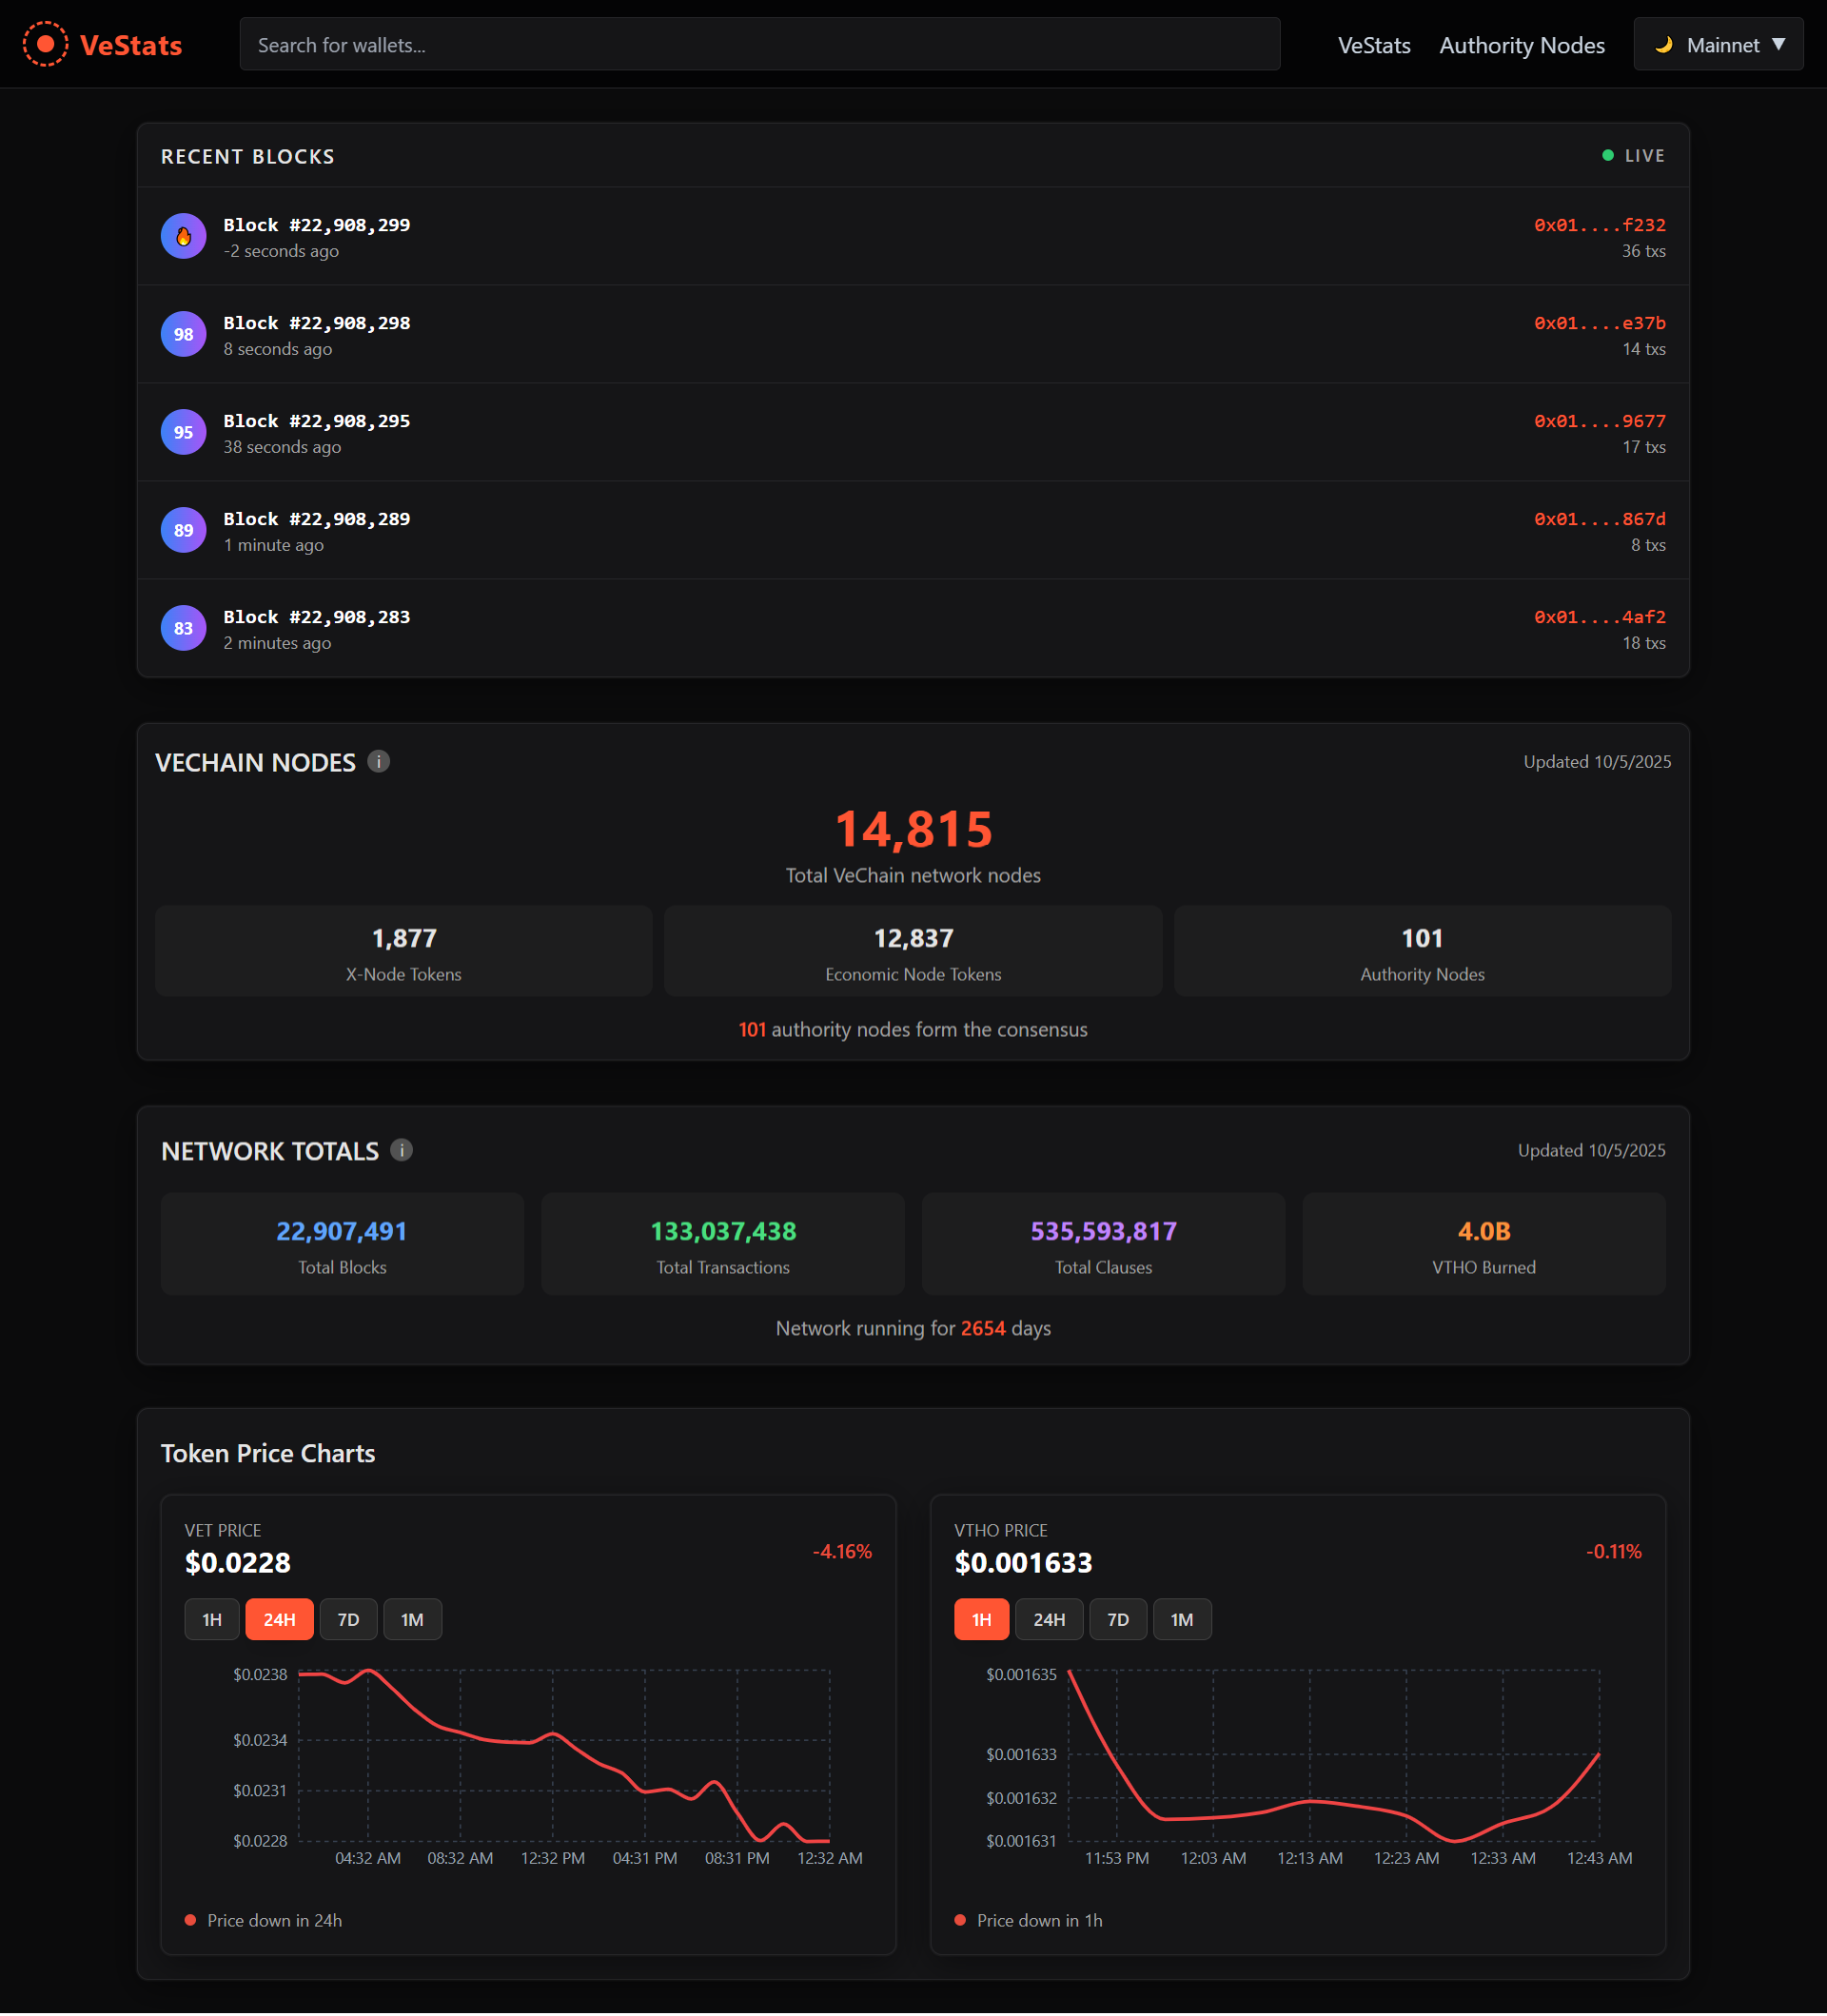 VeStats
Search for wallets...
VeStats
Authority Nodes
Mainnet ▼
RECENT BLOCKS
LIVE
Block #22,908,299
0x01....f232
-2 seconds ago
36 txs
98
Block #22,908,298
0x01....e37b
8 seconds ago
14 txs
95
Block #22,908,295
0x01....9677
38 seconds ago
17 txs
89
Block #22,908,289
0x01....867d
1 minute ago
8 txs
83
Block #22,908,283
0x01....4af2
2 minutes ago
18 txs
VECHAIN NODES
i
Updated 10/5/2025
14,815
Total VeChain network nodes
1,877
X-Node Tokens
12,837
Economic Node Tokens
101
Authority Nodes
101 authority nodes form the consensus
NETWORK TOTALS
i
Updated 10/5/2025
22,907,491
Total Blocks
133,037,438
Total Transactions
535,593,817
Total Clauses
4.0B
VTHO Burned
Network running for 2654 days
Token Price Charts
VET PRICE
$0.0228
-4.16%
1H
24H
7D
1M
$0.0238
$0.0234
$0.0231
$0.0228
04:32 AM
08:32 AM
12:32 PM
04:31 PM
08:31 PM
12:32 AM
Price down in 24h
VTHO PRICE
$0.001633
-0.11%
1H
24H
7D
1M
$0.001635
$0.001633
$0.001632
$0.001631
11:53 PM
12:03 AM
12:13 AM
12:23 AM
12:33 AM
12:43 AM
Price down in 1h